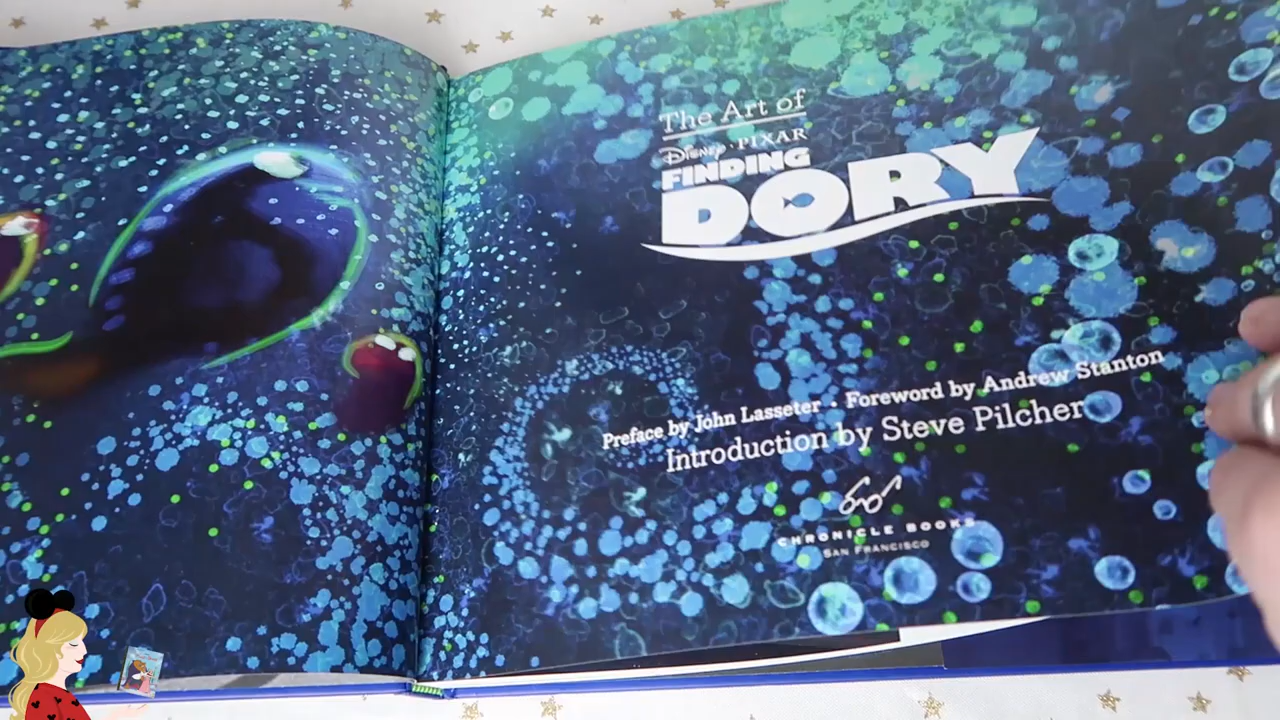 The Art of
Disney · PIXAR
FINDING
DORY
Preface by John Lasseter · Foreword by Andrew Stanton
Introduction by Steve Pilcher
CHRONICLE BOOKS
SAN FRANCISCO